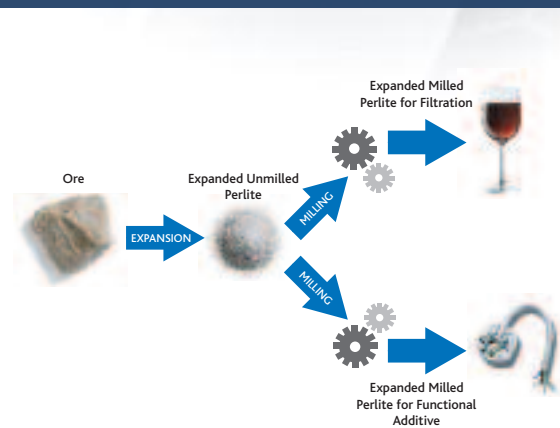 Expanded Milled
Perlite for Filtration
Ore
Expanded Unmilled
Perlite
EXPANSION
MILLING
MILLING
Expanded Milled
Perlite for Functional
Additive